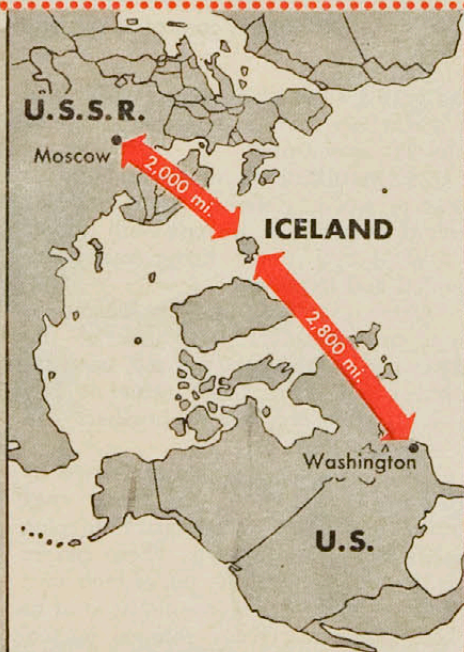 U.S.S.R.
Moscow
2,000 mi.
ICELAND
2,800 mi.
Washington
U.S.